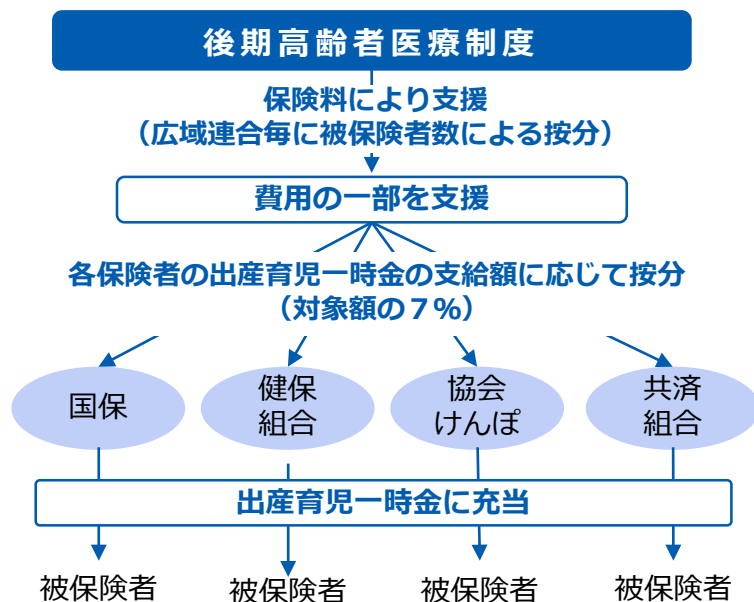 後期高齢者医療制度
保険料により支援
（広域連合毎に被保険者数による按分）
費用の一部を支援
各保険者の出産育児一時金の支給額に応じて按分
（対象額の７％）
国保
健保
組合
協会
けんぽ
共済
組合
出産育児一時金に充当
被保険者
被保険者
被保険者
被保険者